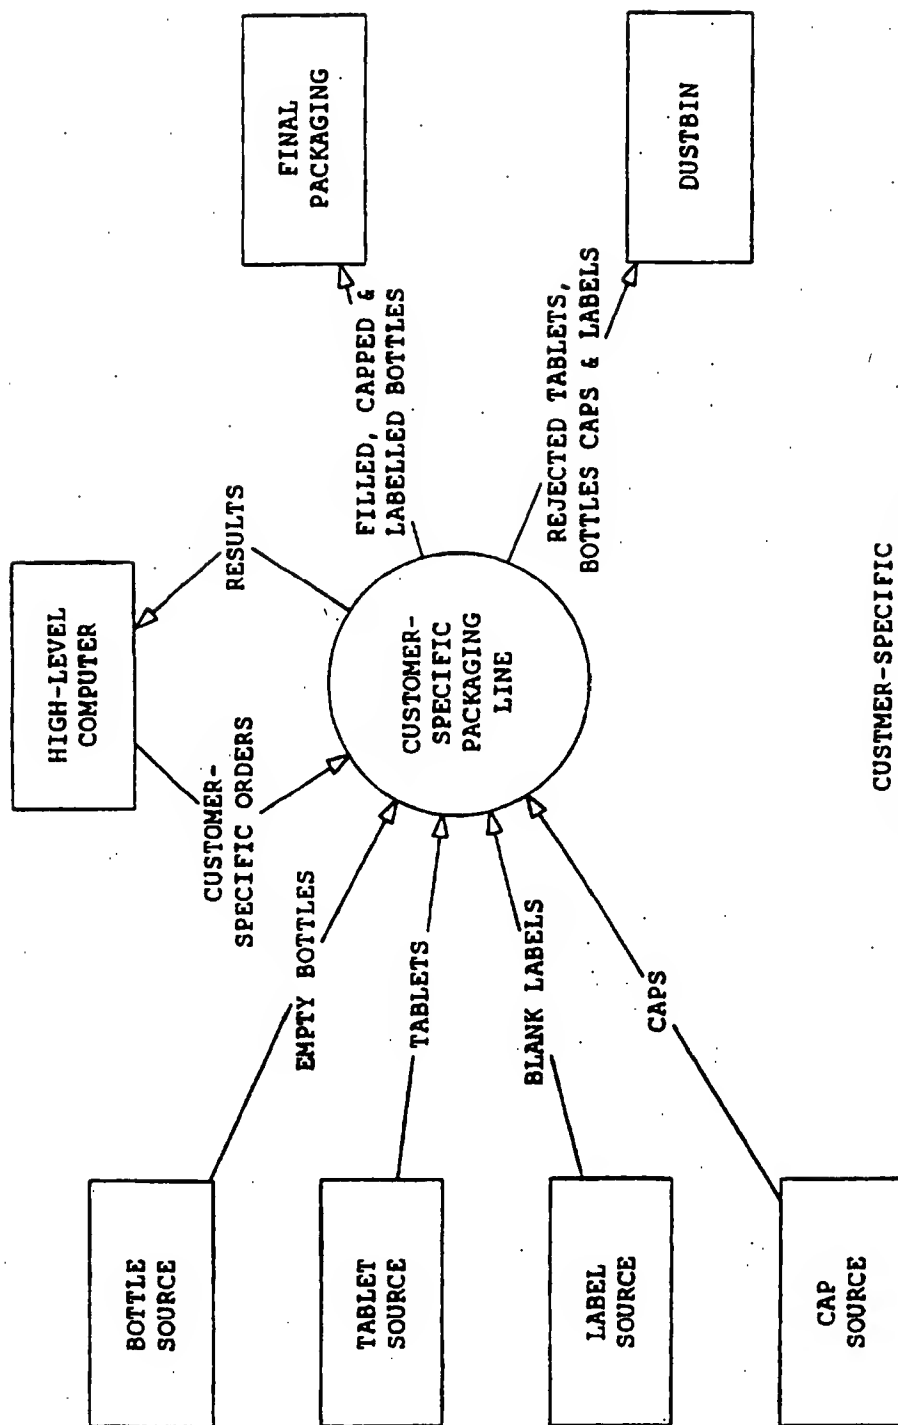 HIGH-LEVEL
COMPUTER
CUSTOMER-
SPECIFIC ORDERS
RESULTS
BOTTLE
SOURCE
EMPTY BOTTLES
TABLET
SOURCE
TABLETS
LABEL
SOURCE
BLANK LABELS
CAP
SOURCE
CAPS
CUSTOMER-
SPECIFIC
PACKAGING
LINE
FILLED, CAPPED &
LABELLED BOTTLES
FINAL
PACKAGING
REJECTED TABLETS,
BOTTLES CAPS & LABELS
DUSTBIN
CUSTMER-SPECIFIC